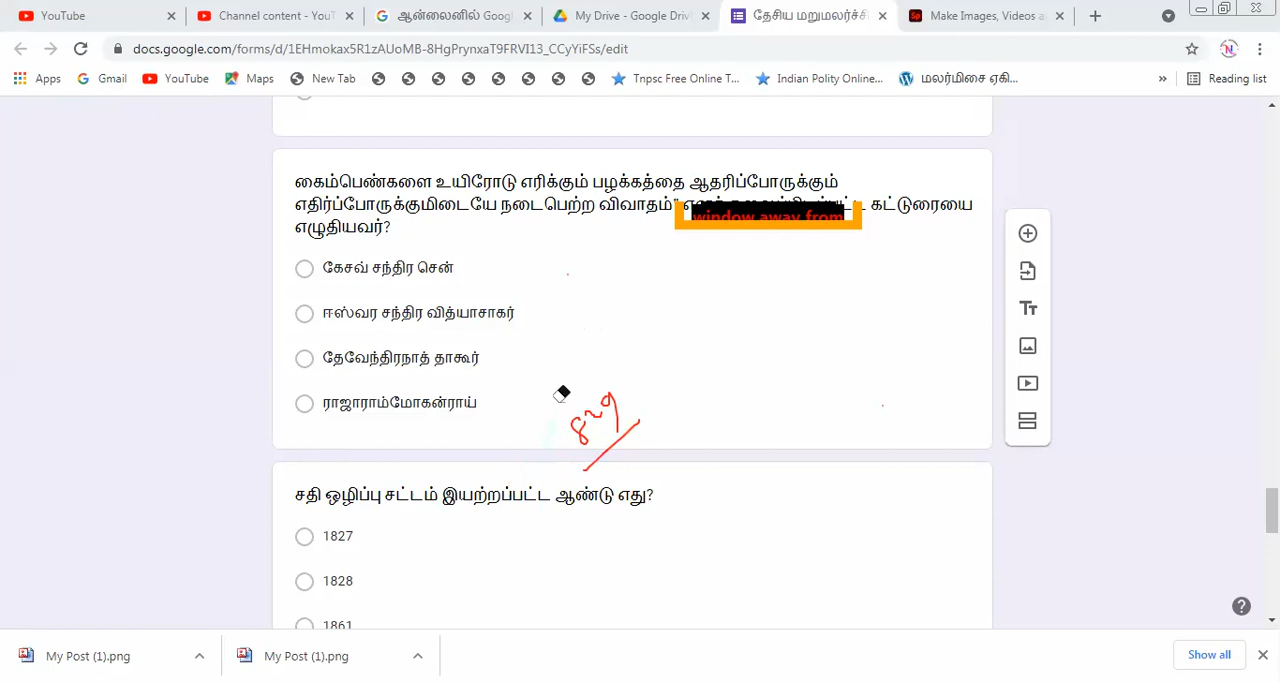 YouTube
Channel content - YouT
ஆன்லைனில் Googl
My Drive - Google Driv
தேசிய மறுமலர்ச்சி
Make Images, Videos a
docs.google.com/forms/d/1EHmokax5R1zAUoMB-8HgPrynxaT9FRVI13_CCyYiFSs/edit
Apps
Gmail
YouTube
Maps
New Tab
Tnpsc Free Online T...
Indian Polity Online...
மலர்மிசை ஏகி...
Reading list
கைம்பெண்களை உயிரோடு எரிக்கும் பழக்கத்தை ஆதரிப்போருக்கும்
எதிர்ப்போருக்குமிடையே நடைபெற்ற விவாதம்" கட்டுரையை
window away from
எழுதியவர்?
கேசவ் சந்திர சென்
ஈஸ்வர சந்திர வித்யாசாகர்
தேவேந்திரநாத் தாகூர்
ராஜாராம்மோகன்ராய்
829
சதி ஒழிப்பு சட்டம் இயற்றப்பட்ட ஆண்டு எது?
1827
1828
1861
My Post (1).png
My Post (1).png
Show all